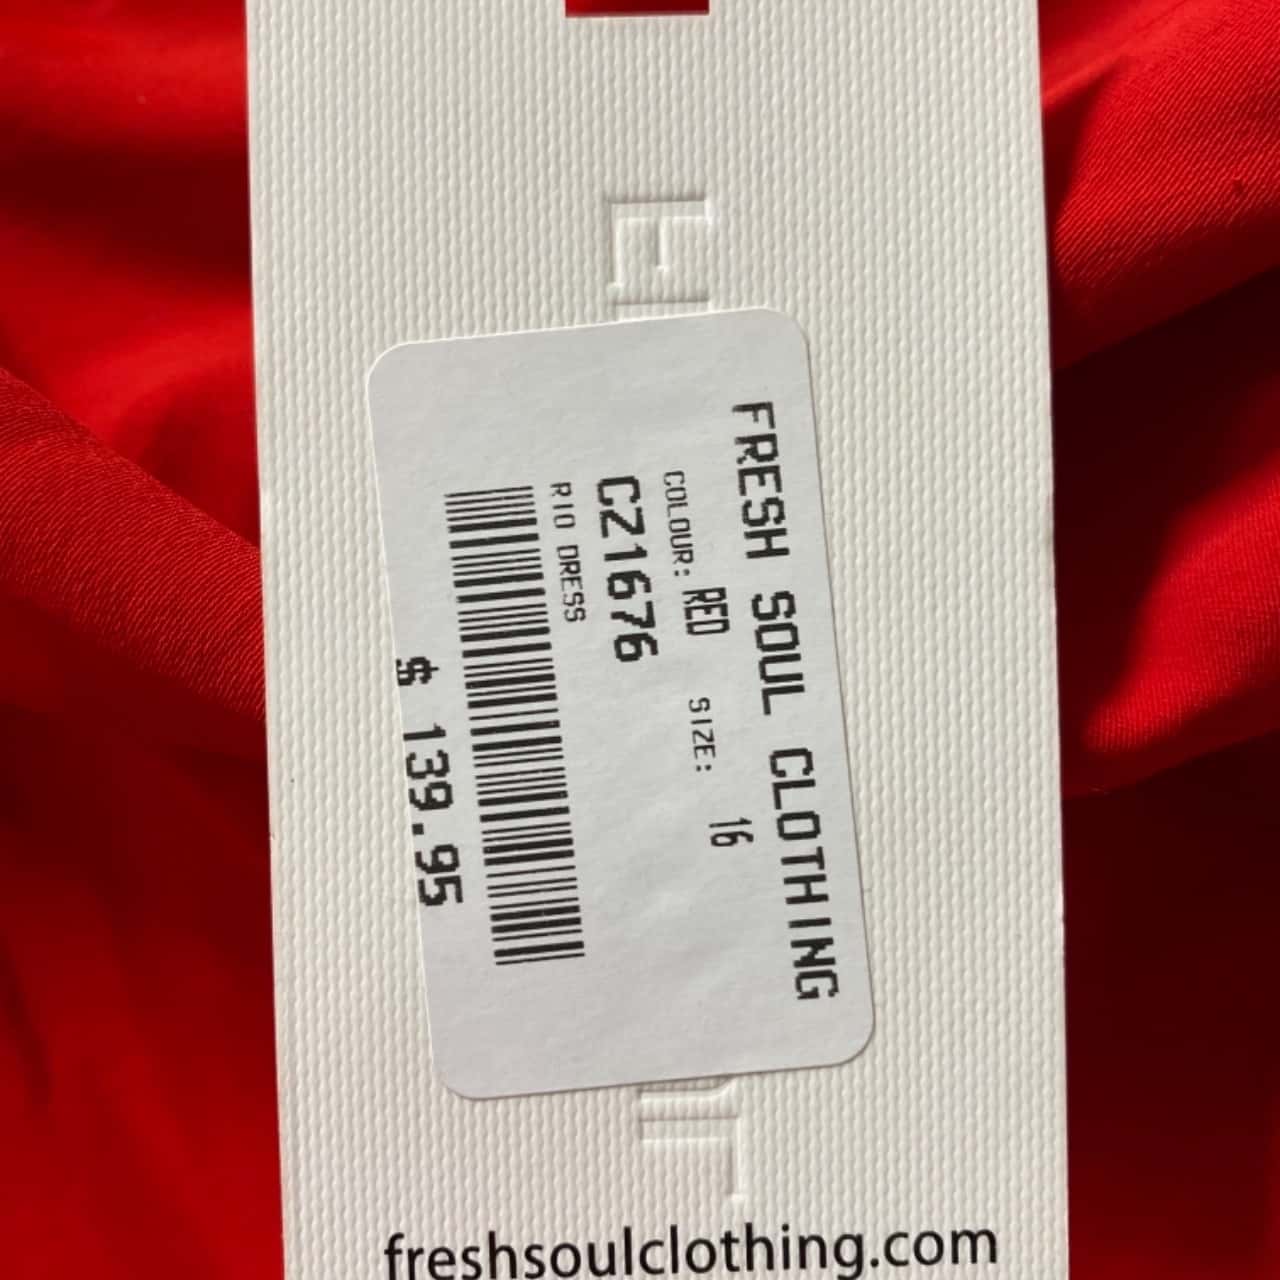 FRESH SOUL CLOTHING
COLOUR: RED SIZE: 16
CZ1676
RIO DRESS
$ 139.95
freshsoulclothing.com